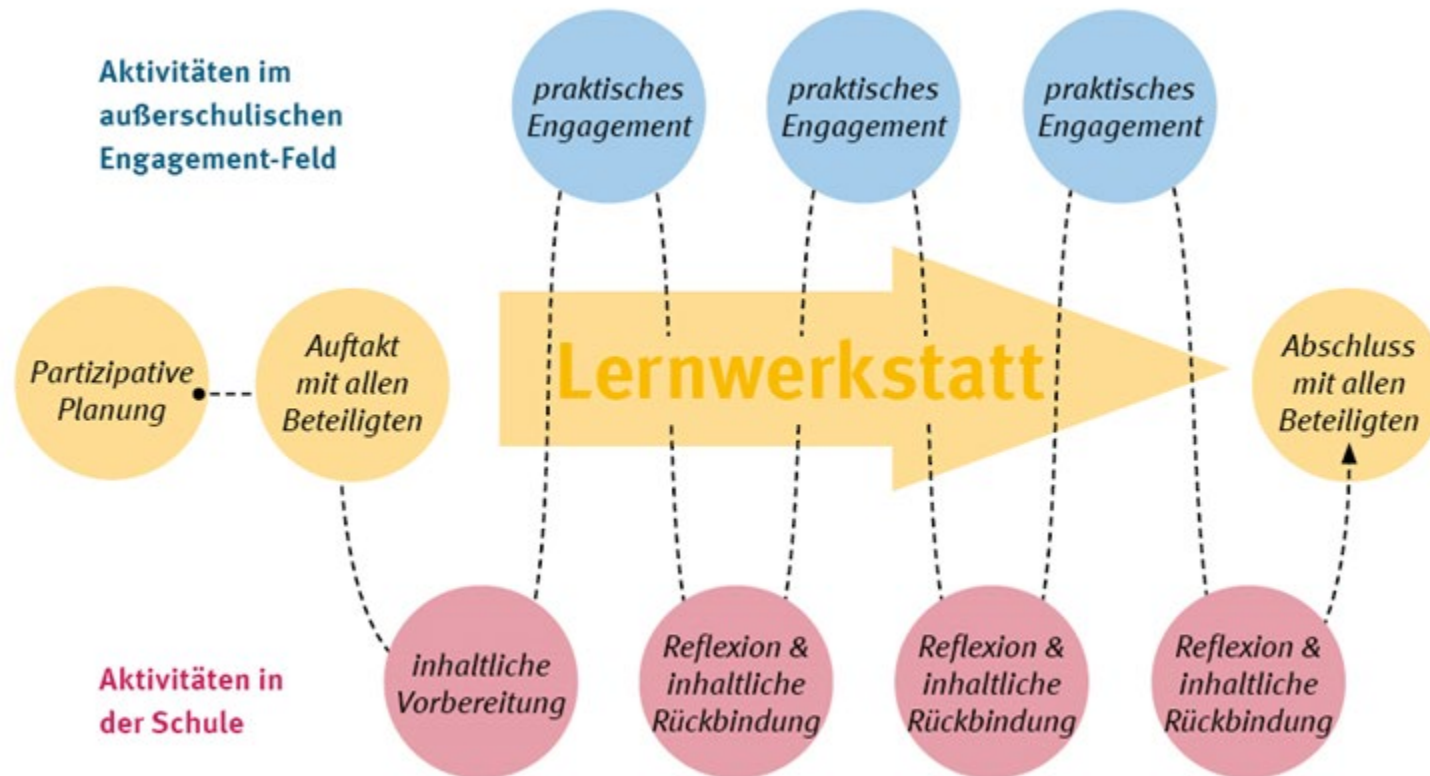 Aktivitäten im
außerschulischen
Engagement-Feld
praktisches
Engagement
praktisches
Engagement
praktisches
Engagement
Partizipative
Planung
Auftakt
mit allen
Beteiligten
Lernwerkstatt
Abschluss
mit allen
Beteiligten
Aktivitäten in
der Schule
inhaltliche
Vorbereitung
Reflexion &
inhaltliche
Rückbindung
Reflexion &
inhaltliche
Rückbindung
Reflexion &
inhaltliche
Rückbindung